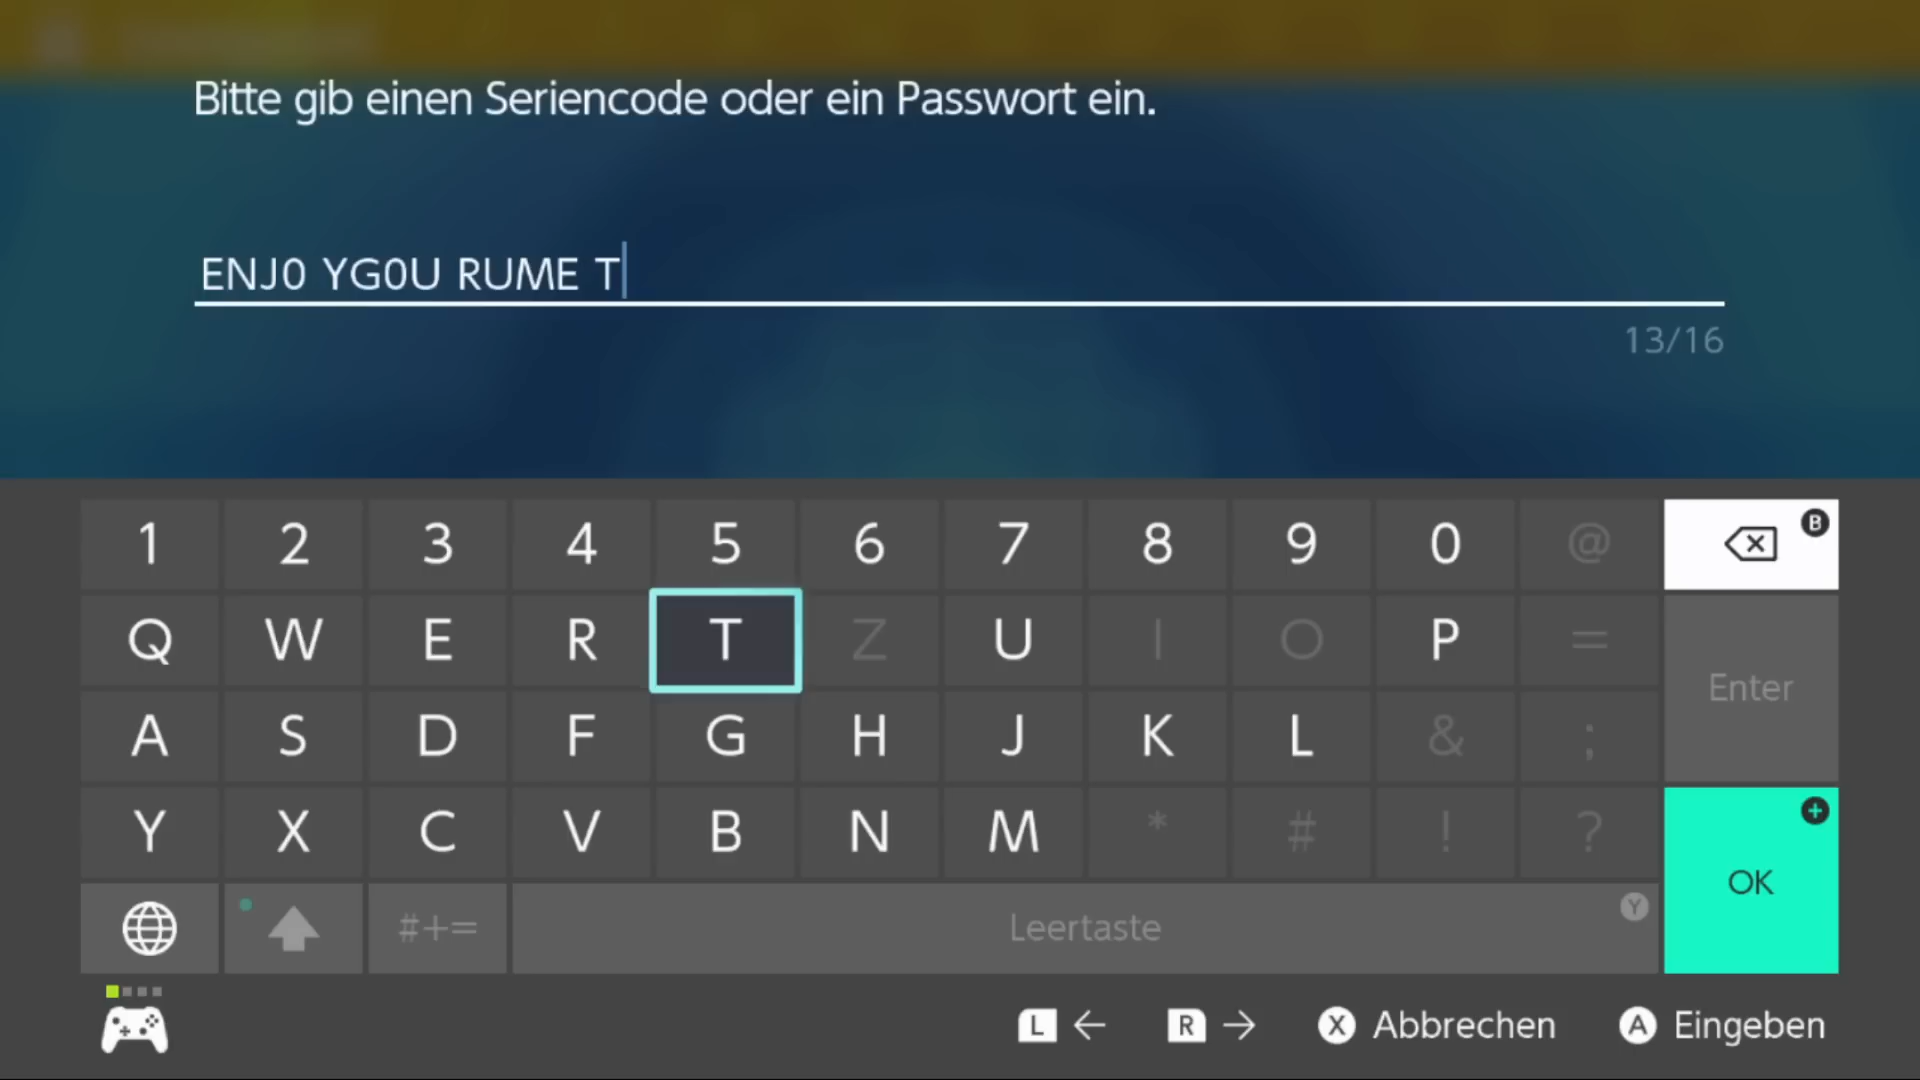 Bitte gib einen Seriencode oder ein Passwort ein.
ENJ0 YG0U RUME T
13/16
1 2 3 4 5 6 7 8 9 0 @ B
Q W E R T Z U I O P = Enter
A S D F G H J K L & ;
Y X C V B N M * # ! ? + OK
#+= Leertaste Y
L ← R → X Abbrechen A Eingeben